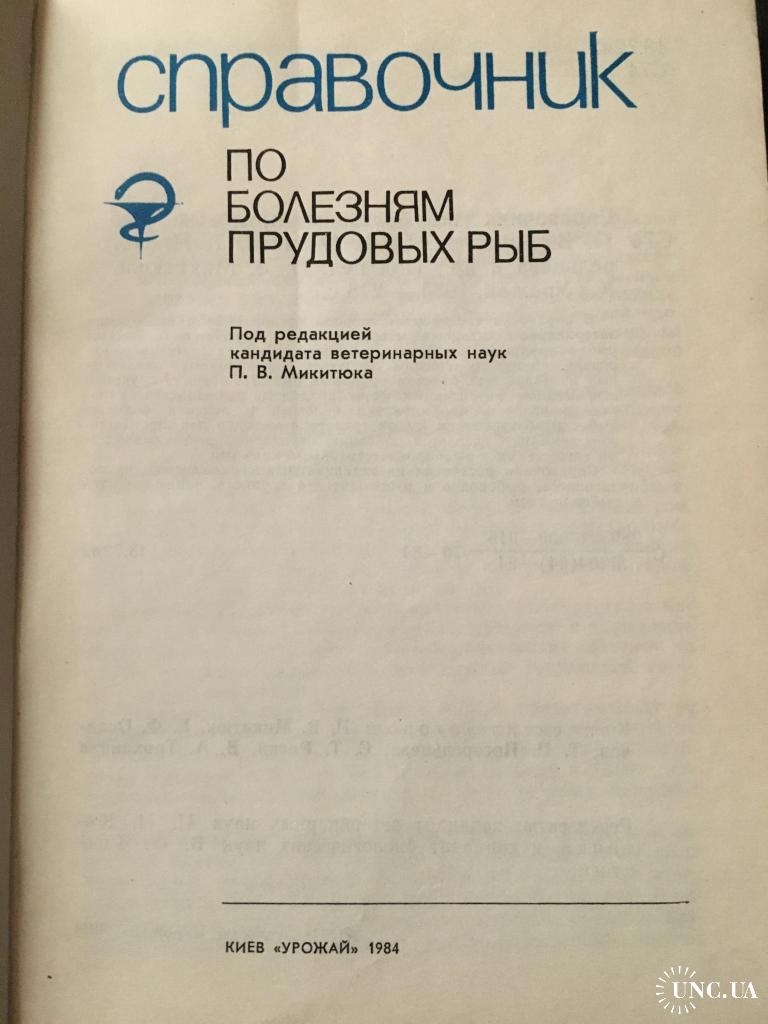 справочник
ПО
БОЛЕЗНЯМ
ПРУДОВЫХ РЫБ
Под редакцией
кандидата ветеринарных наук
П. В. Микитюка
КИЕВ «УРОЖАЙ» 1984
UNC.UA